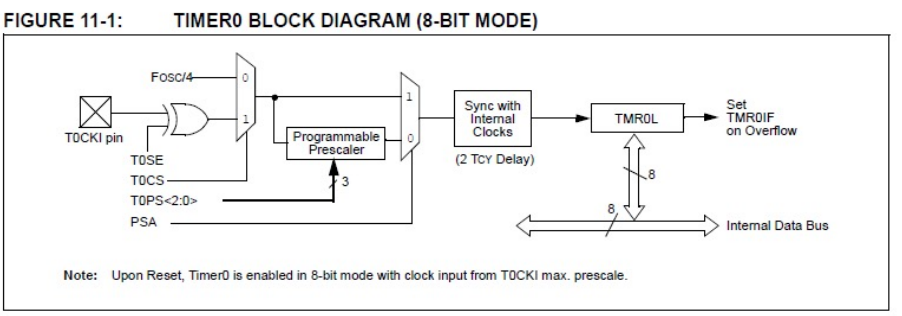 FIGURE 11-1: TIMER0 BLOCK DIAGRAM (8-BIT MODE)
FOSC/4
0
1
T0CKI pin
T0SE
T0CS
T0PS<2:0>
PSA
Programmable
Prescaler
3
1
0
Sync with
Internal
Clocks
(2 TCY Delay)
TMR0L
Set
TMR0IF
on Overflow
8
8
Internal Data Bus
Note: Upon Reset, Timer0 is enabled in 8-bit mode with clock input from T0CKI max. prescale.